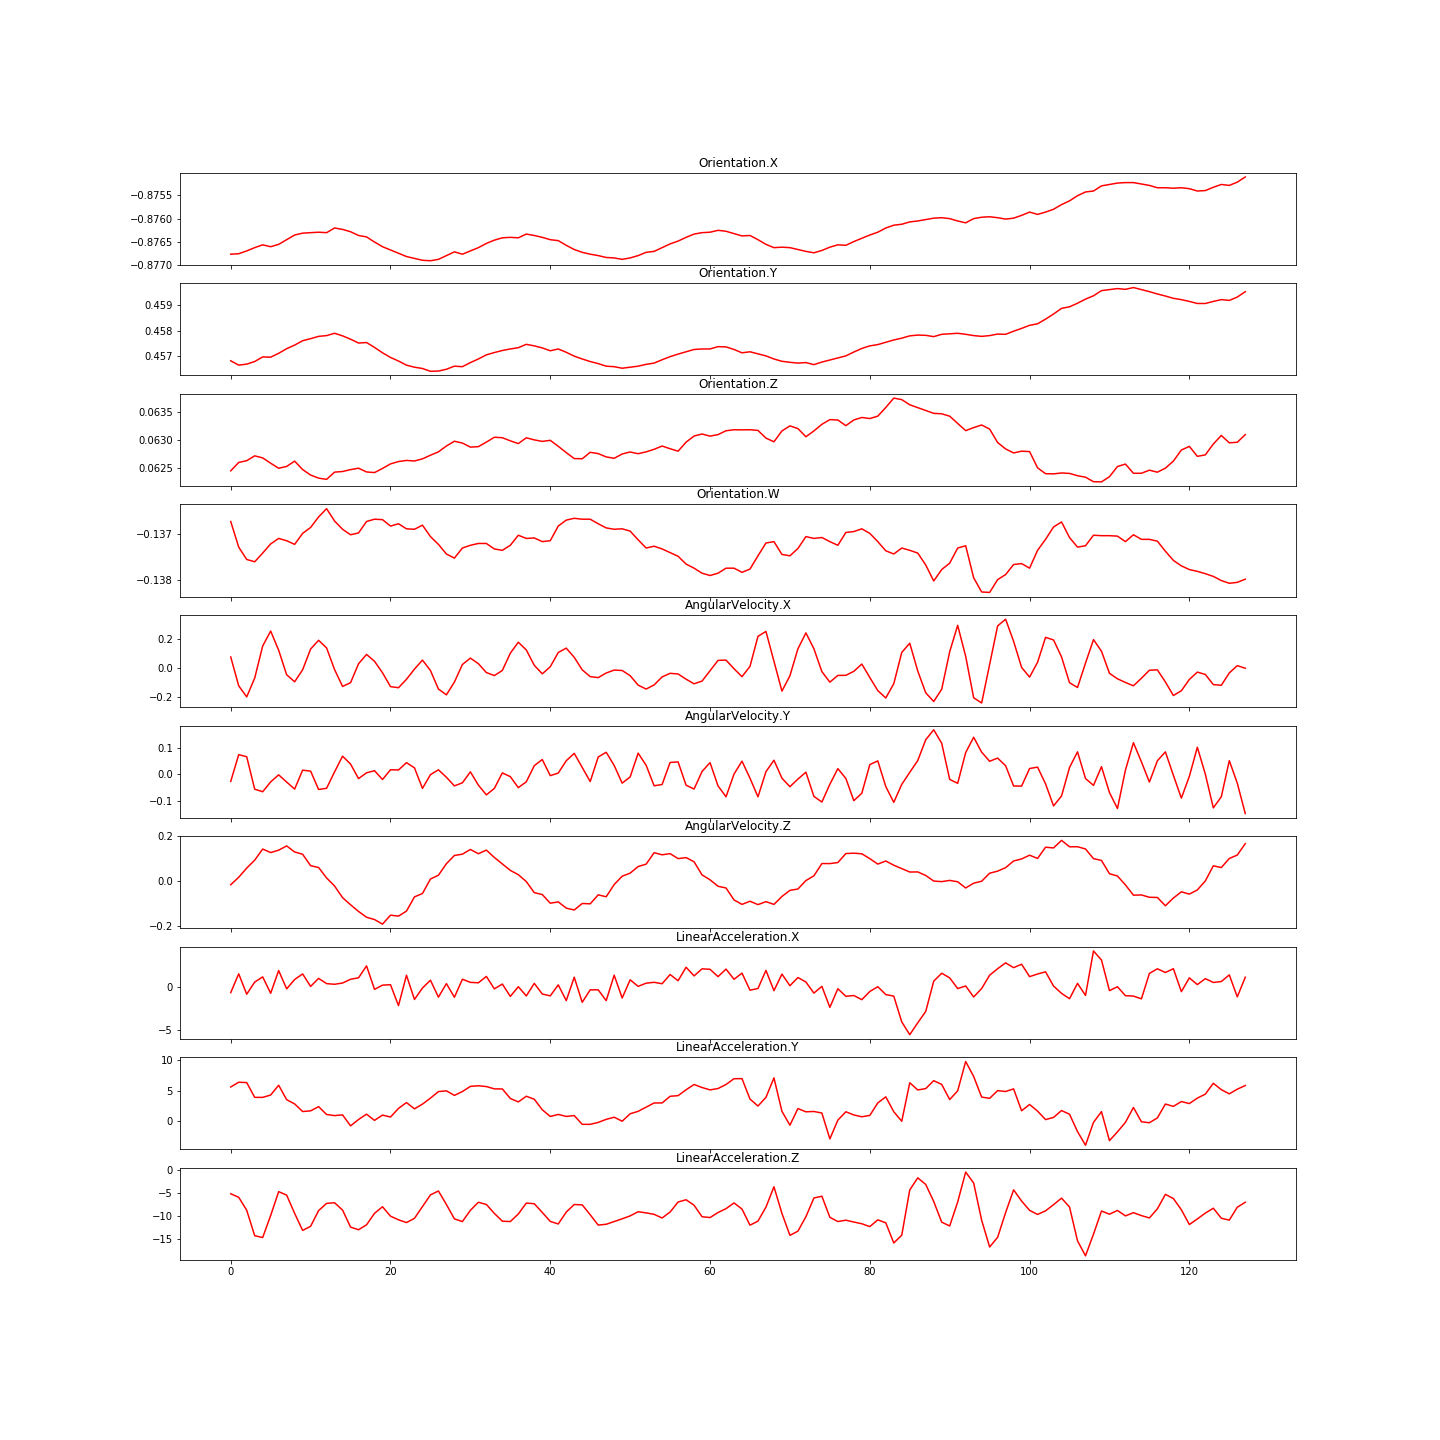 Orientation.X
−0.8755
−0.8760
−0.8765
−0.8770
Orientation.Y
0.459
0.458
0.457
Orientation.Z
0.0635
0.0630
0.0625
Orientation.W
−0.137
−0.138
AngularVelocity.X
0.2
0.0
−0.2
AngularVelocity.Y
0.1
0.0
−0.1
AngularVelocity.Z
0.2
0.0
−0.2
LinearAcceleration.X
0
−5
LinearAcceleration.Y
10
5
0
LinearAcceleration.Z
0
−5
−10
−15
0 20 40 60 80 100 120